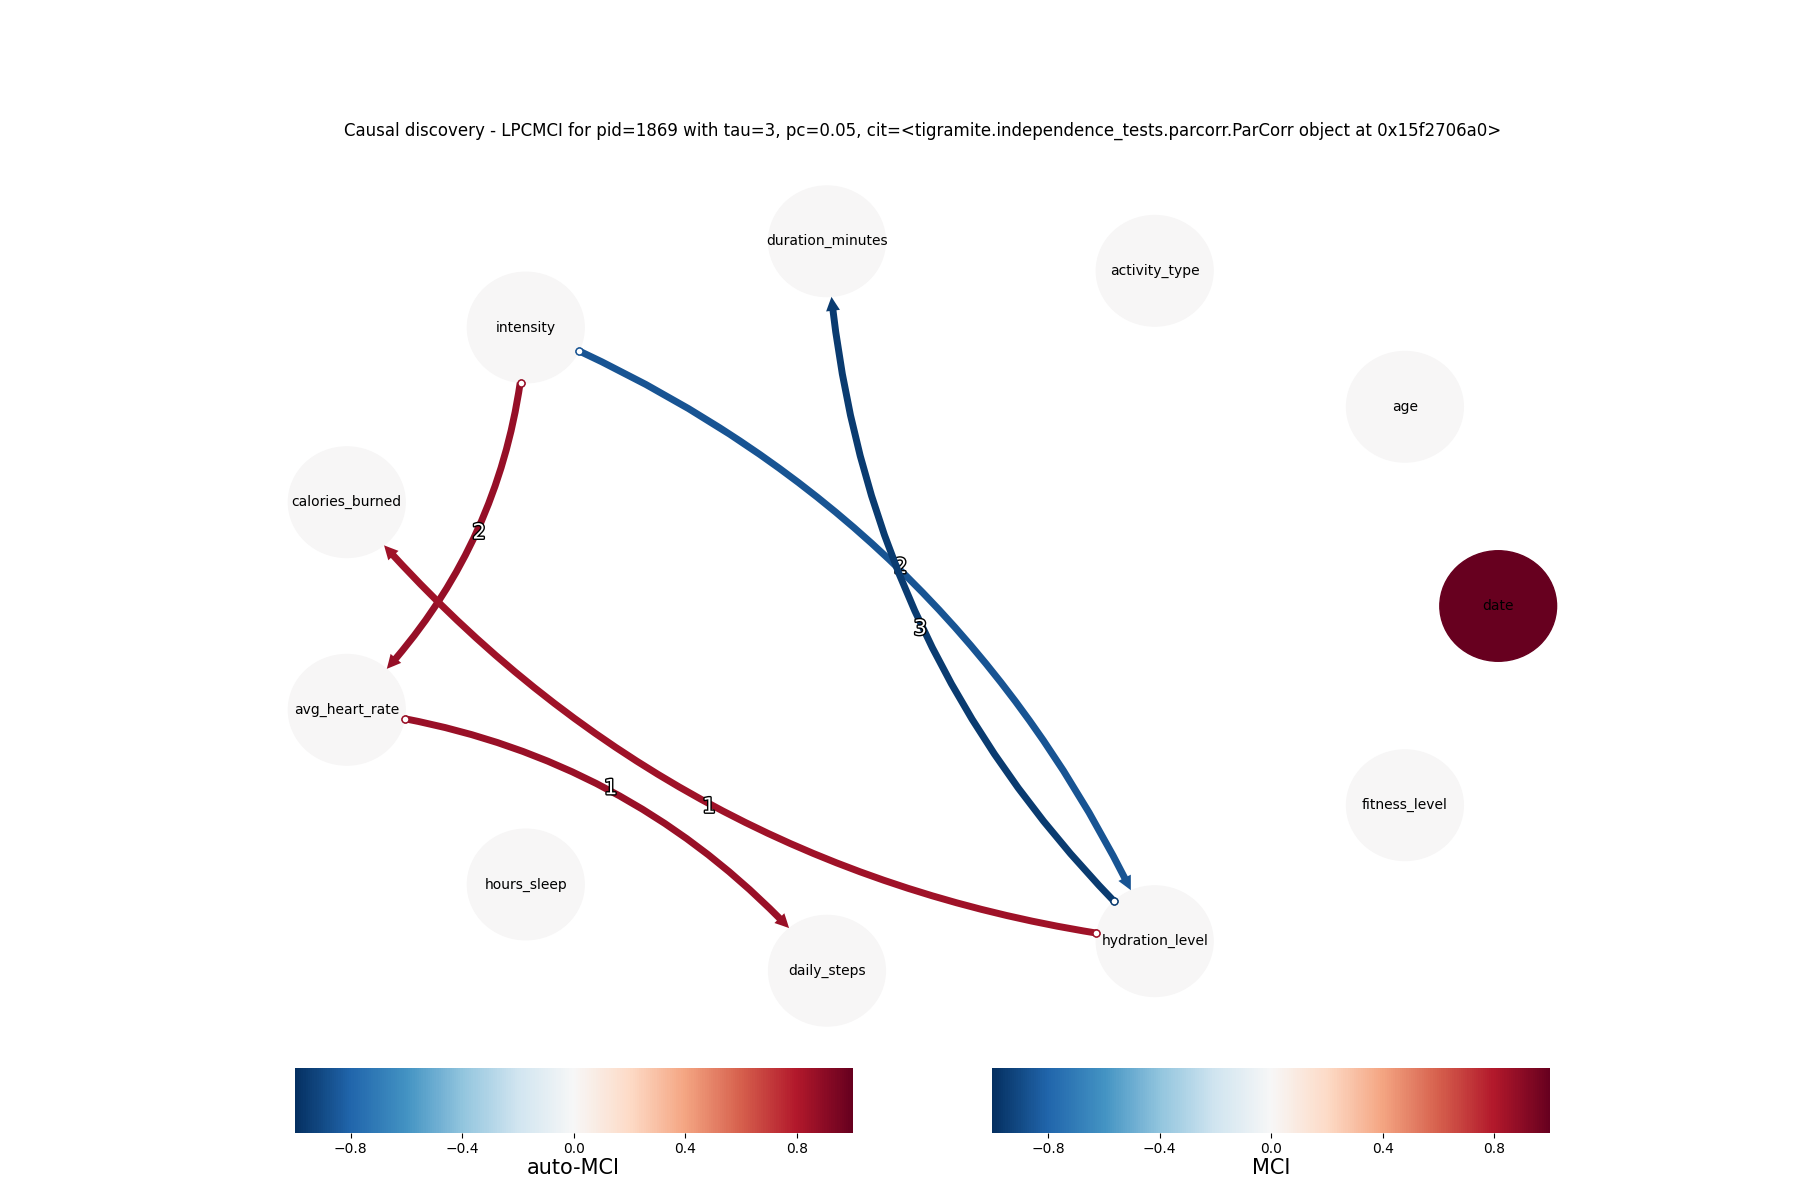 Causal discovery - LPCMCI for pid=1869 with tau=3, pc=0.05, cit=<tigramite.independence_tests.parcorr.ParCorr object at 0x15f2706a0>
duration_minutes
activity_type
intensity
age
calories_burned
2
2
date
3
avg_heart_rate
1
1
fitness_level
hours_sleep
hydration_level
daily_steps
−0.8 −0.4 0.0 0.4 0.8
auto-MCI
−0.8 −0.4 0.0 0.4 0.8
MCI